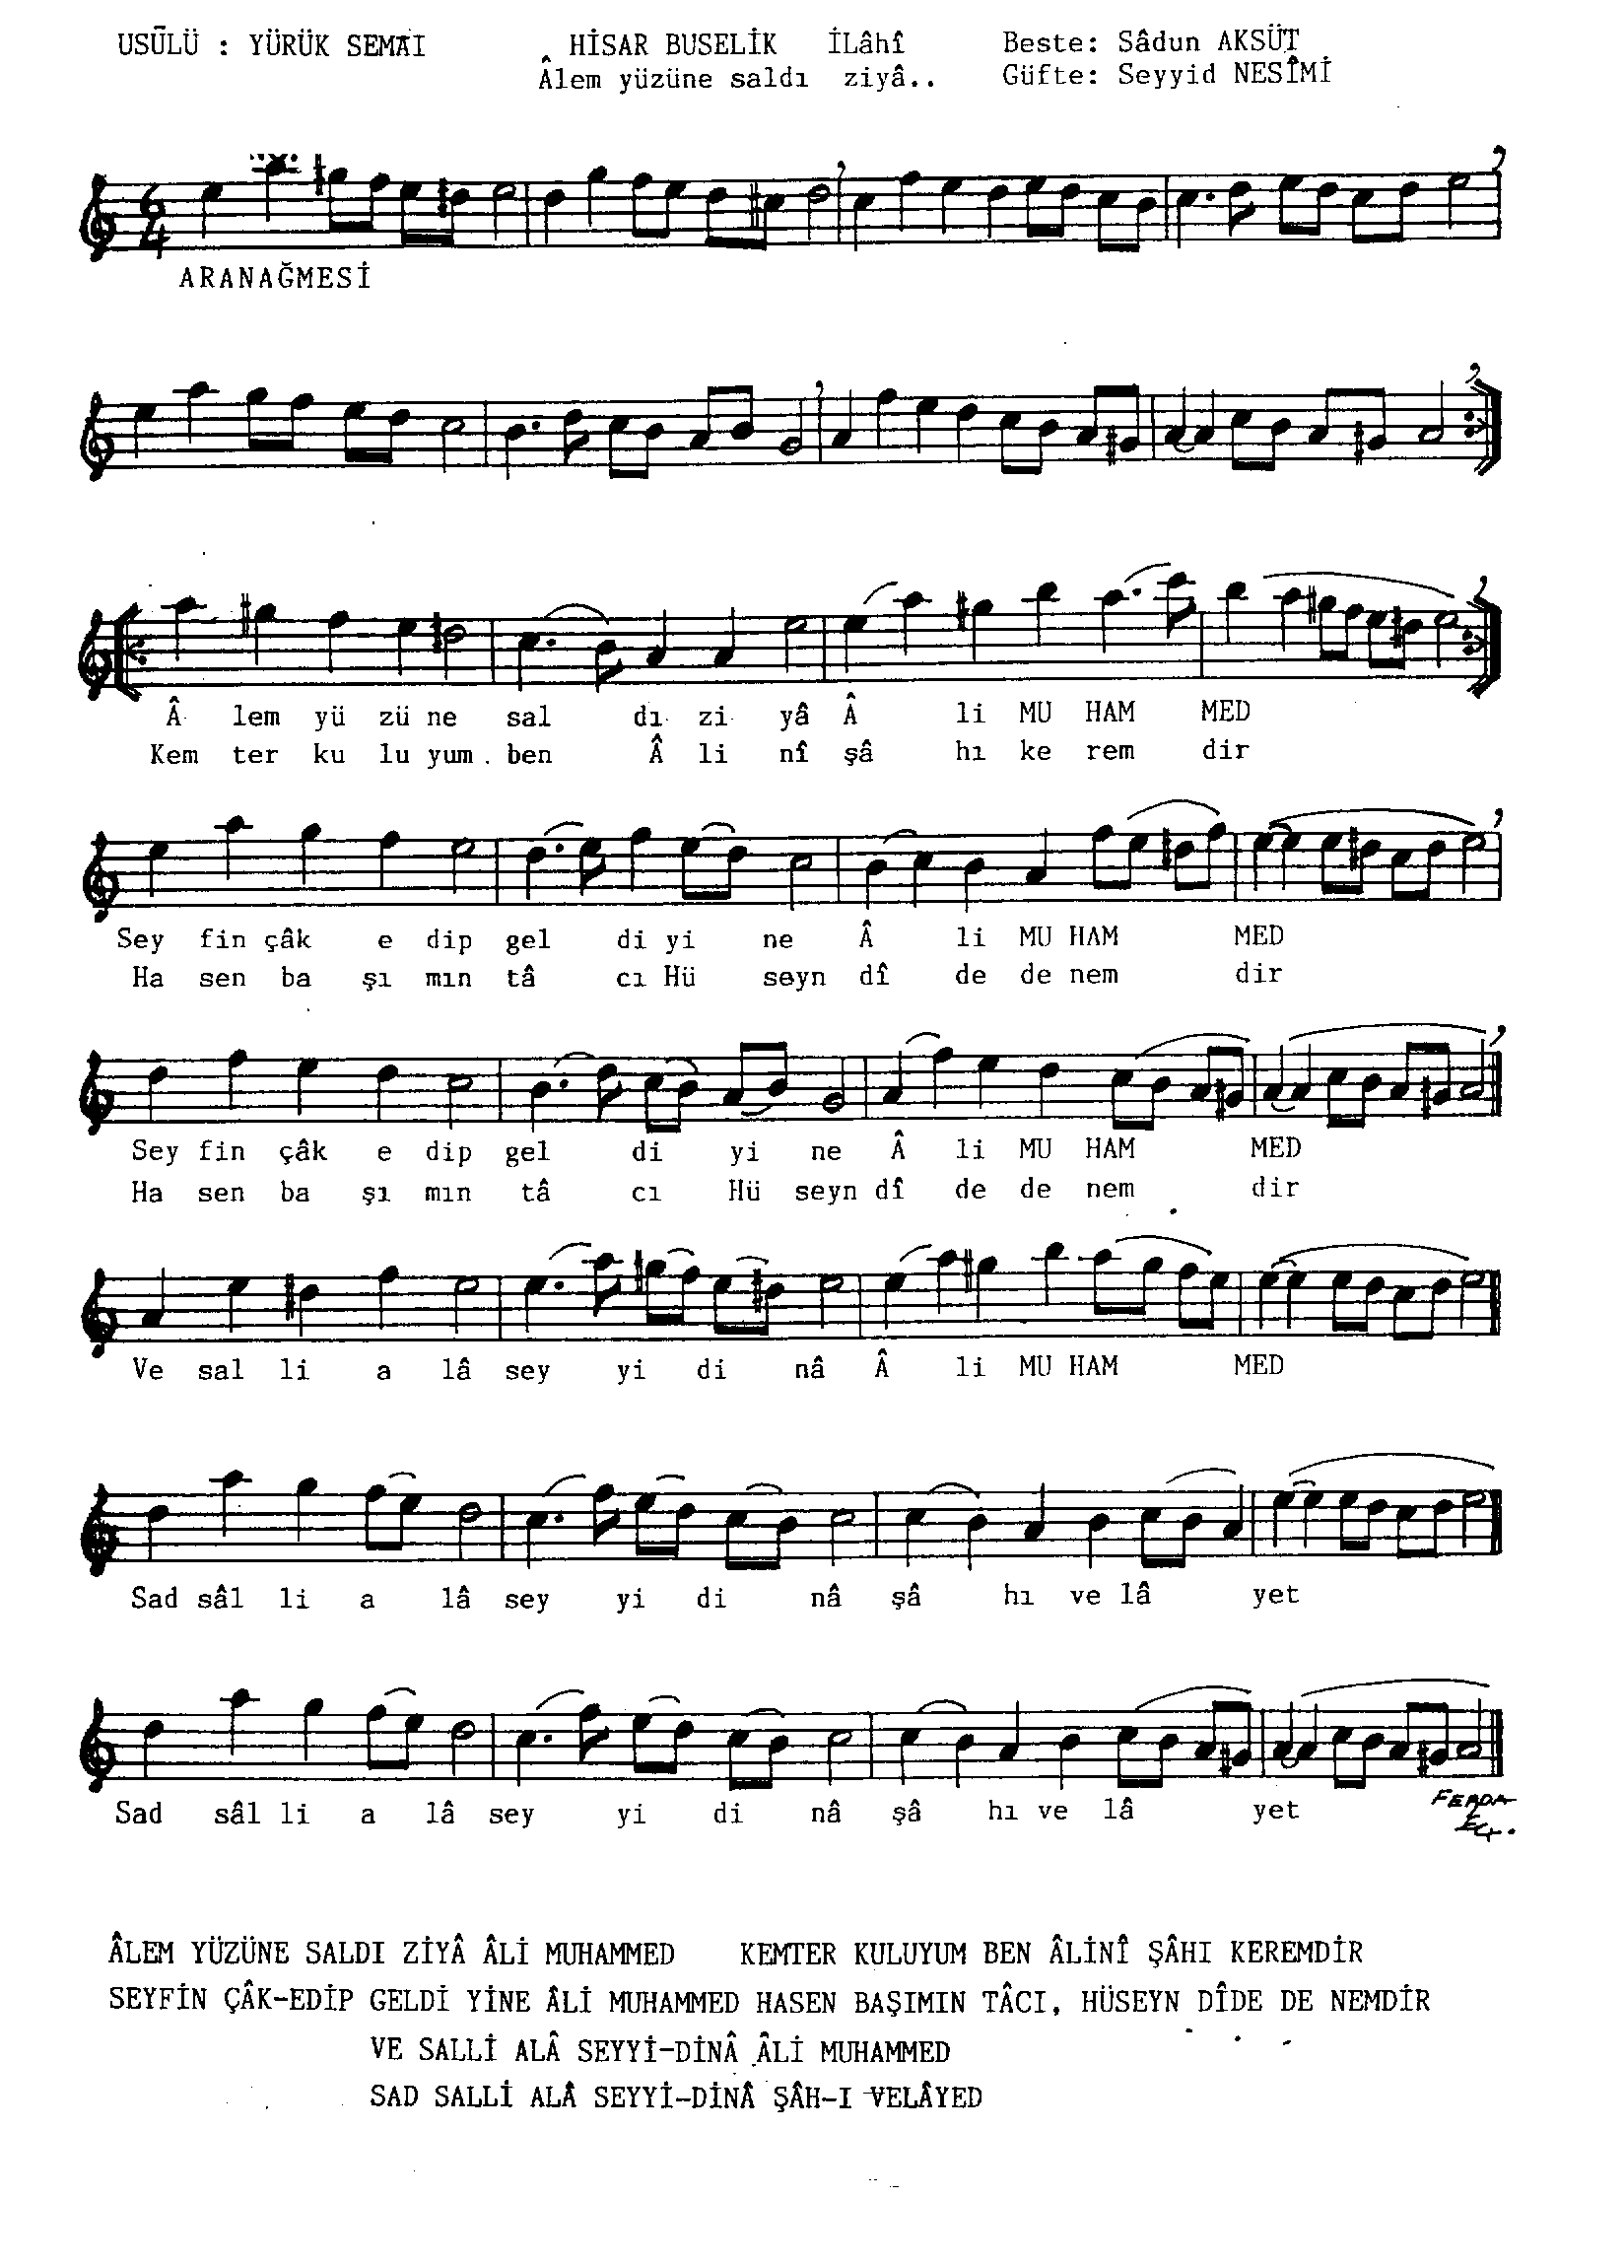 USŪLÜ : YÜRÜK SEMAİ HİSAR BUSELİK İLâhî Beste: Sâdun AKSÜT
Âlem yüzüne saldı ziyâ.. Güfte: Seyyid NESÎMİ
6/4
ARANAĞMESİ
 lem yü zü ne sal dı zi yâ  li MU HAM MED
Kem ter ku lu yum . ben  li nî şâ hı ke rem dir
Sey fin çâk e dip gel di yi ne  li MU HAM MED
Ha sen ba şı mın tâ cı Hü seyn dî de de nem dir
Sey fin çâk e dip gel di yi ne  li MU HAM MED
Ha sen ba şı mın tâ cı Hü seyn dî de de nem dir
Ve sal li a lâ sey yi di nâ  li MU HAM MED
Sad sâl li a lâ sey yi di nâ şâ hı ve lâ yet
Sad sâl li a lâ sey yi di nâ şâ hı ve lâ yet
ÂLEM YÜZÜNE SALDI ZİYÂ ÂLİ MUHAMMED KEMTER KULUYUM BEN ÂLİNÎ ŞÂHI KEREMDİR
SEYFİN ÇÂK-EDİP GELDİ YİNE ÂLİ MUHAMMED HASEN BAŞIMIN TÂCI, HÜSEYN DÎDE DE NEMDİR
VE SALLİ ALÂ SEYYİ-DİNÂ ÂLİ MUHAMMED
SAD SALLİ ALÂ SEYYİ-DİNÂ ŞÂH-I VELÂYED